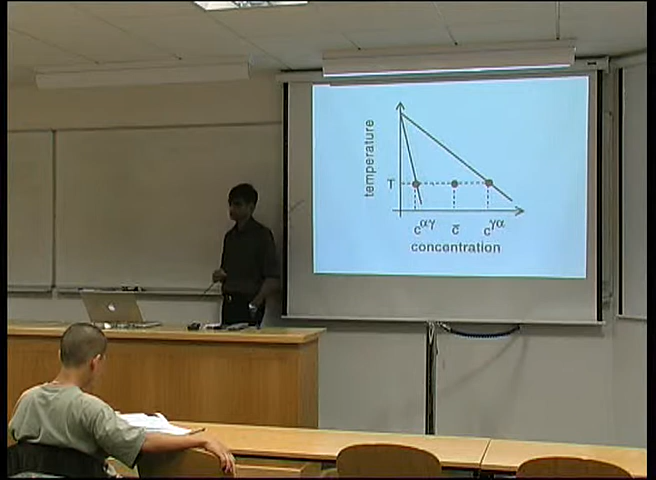 temperature
T
c^αγ c̄ c^γα
concentration